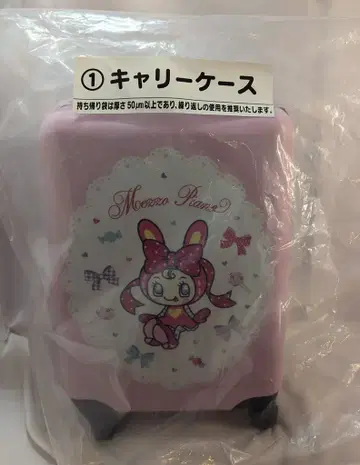 ①キャリーケース
持ち帰り袋は厚さ50μm以上であり、繰り返しの使用を推奨いたします。
Mezzo Piano